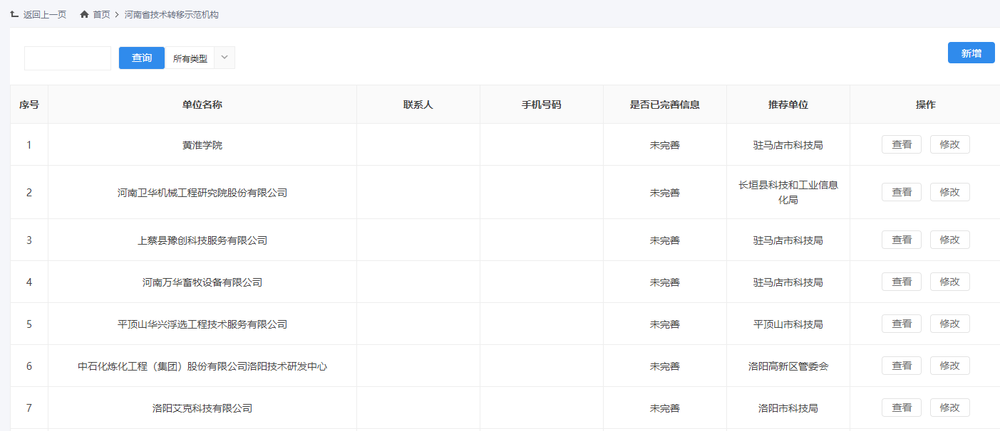 返回上一页 首页 > 河南省技术转移示范机构
查询 所有类型 新增
序号 单位名称 联系人 手机号码 是否已完善信息 推荐单位 操作
1 黄淮学院 未完善 驻马店市科技局 查看 修改
2 河南卫华机械工程研究院股份有限公司 未完善 长垣县科技和工业信息
化局 查看 修改
3 上蔡县豫创科技服务有限公司 未完善 驻马店市科技局 查看 修改
4 河南万华畜牧设备有限公司 未完善 驻马店市科技局 查看 修改
5 平顶山华兴浮选工程技术服务有限公司 未完善 平顶山市科技局 查看 修改
6 中石化炼化工程（集团）股份有限公司洛阳技术研发中心 未完善 洛阳高新区管委会 查看 修改
7 洛阳艾克科技有限公司 未完善 洛阳市科技局 查看 修改